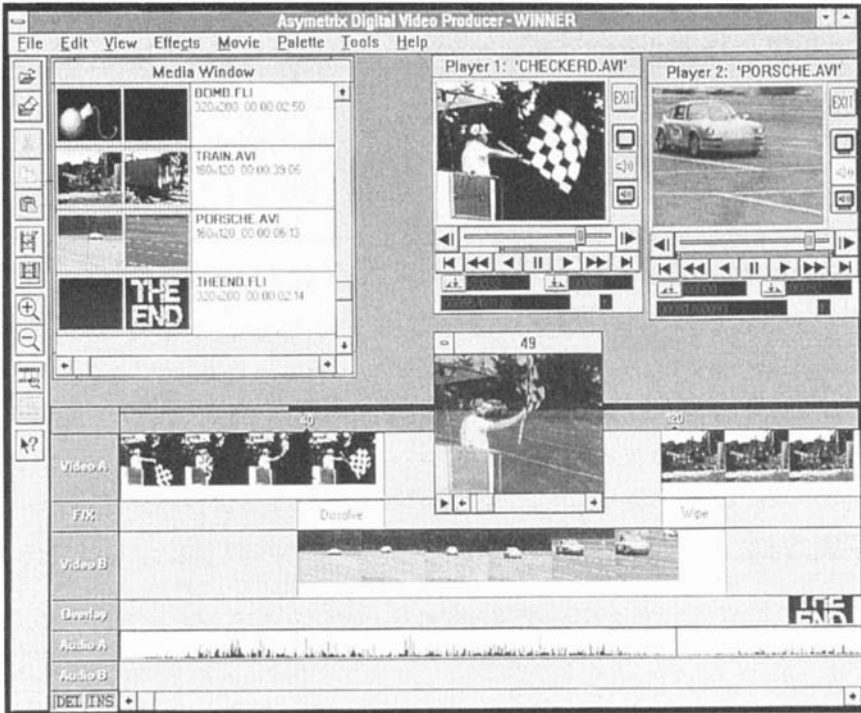 Asymetrix Digital Video Producer - WINNER
File Edit View Effects Movie Palette Tools Help
Media Window
BOMB.FLI
320x200 00:00:02:50
TRAIN.AVI
160x120 00:00:39:06
PORSCHE.AVI
160x120 00:00:06:13
THEEND.FLI
320x200 00:00:02:14
THE
END
Player 1: 'CHECKERD.AVI'
EXIT
Player 2: 'PORSCHE.AVI'
EXIT
49
120
Video A
F/X
Dissolve
Wipe
Video B
Overlay
THE
END
Audio A
Audio B
DEL INS